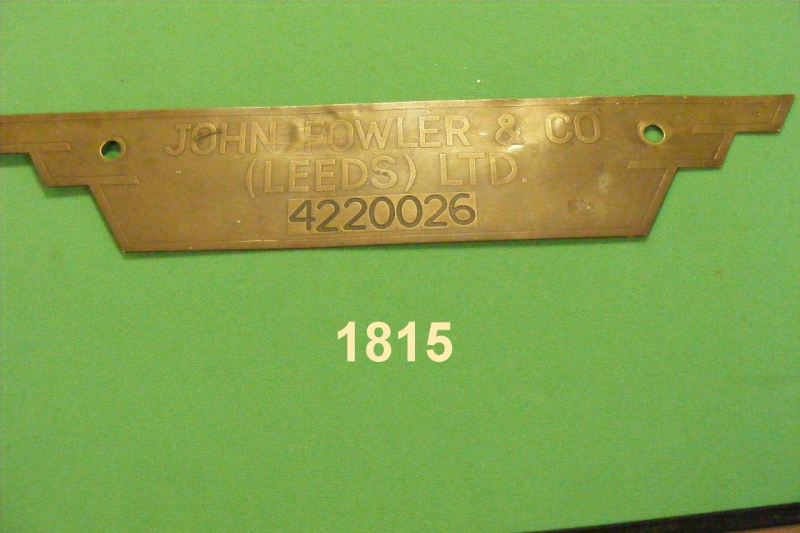 JOHN FOWLER & CO.
(LEEDS) LTD.
4220026
1815